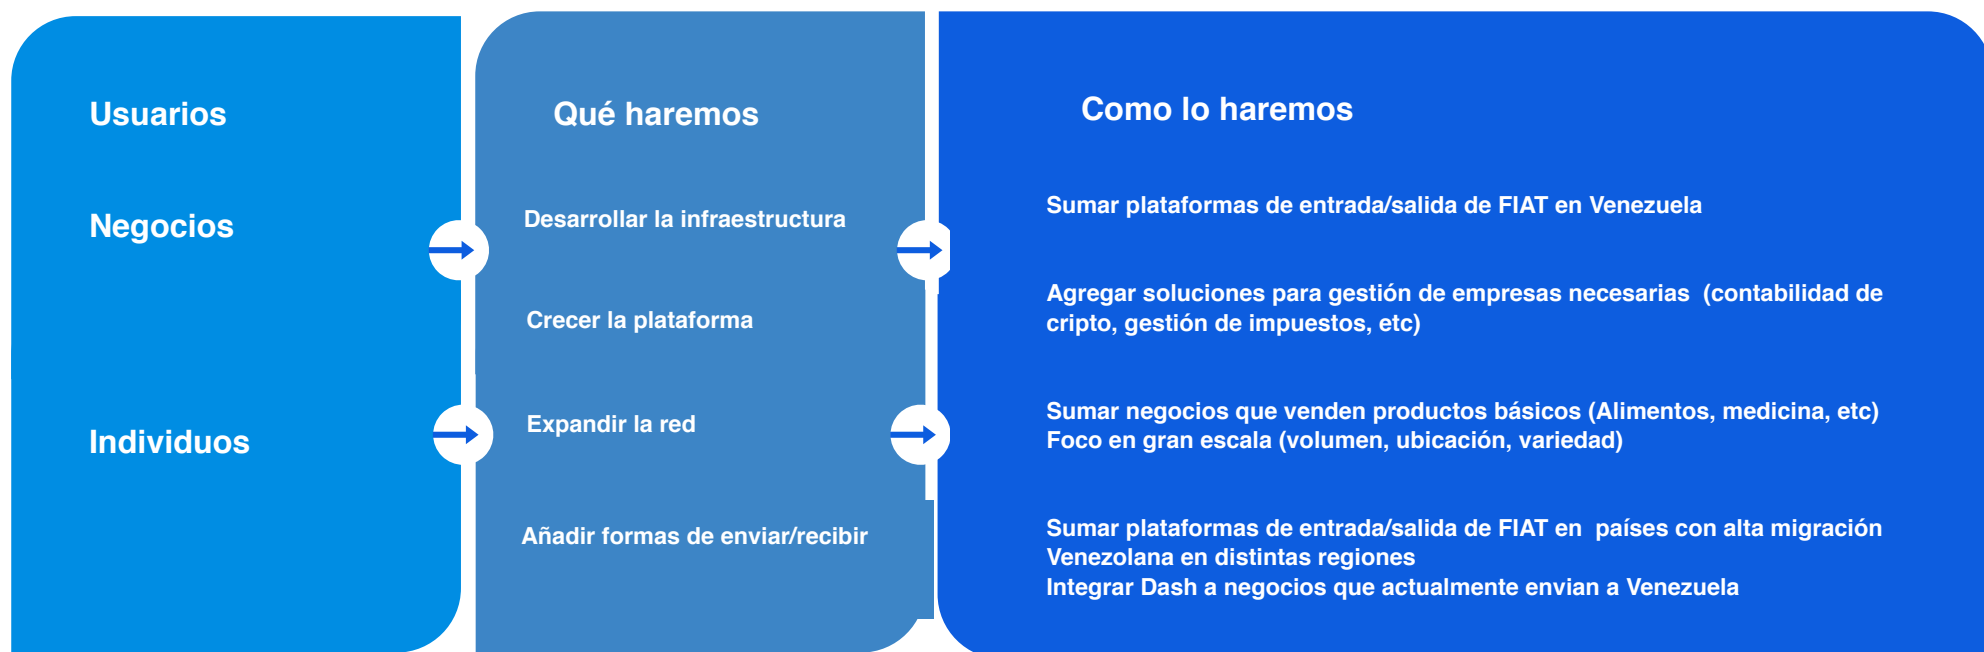 Usuarios
Negocios
Individuos
Qué haremos
Desarrollar la infraestructura
Crecer la plataforma
Expandir la red
Añadir formas de enviar/recibir
Como lo haremos
Sumar plataformas de entrada/salida de FIAT en Venezuela
Agregar soluciones para gestión de empresas necesarias (contabilidad de
cripto, gestión de impuestos, etc)
Sumar negocios que venden productos básicos (Alimentos, medicina, etc)
Foco en gran escala (volumen, ubicación, variedad)
Sumar plataformas de entrada/salida de FIAT en países con alta migración
Venezolana en distintas regiones
Integrar Dash a negocios que actualmente envian a Venezuela